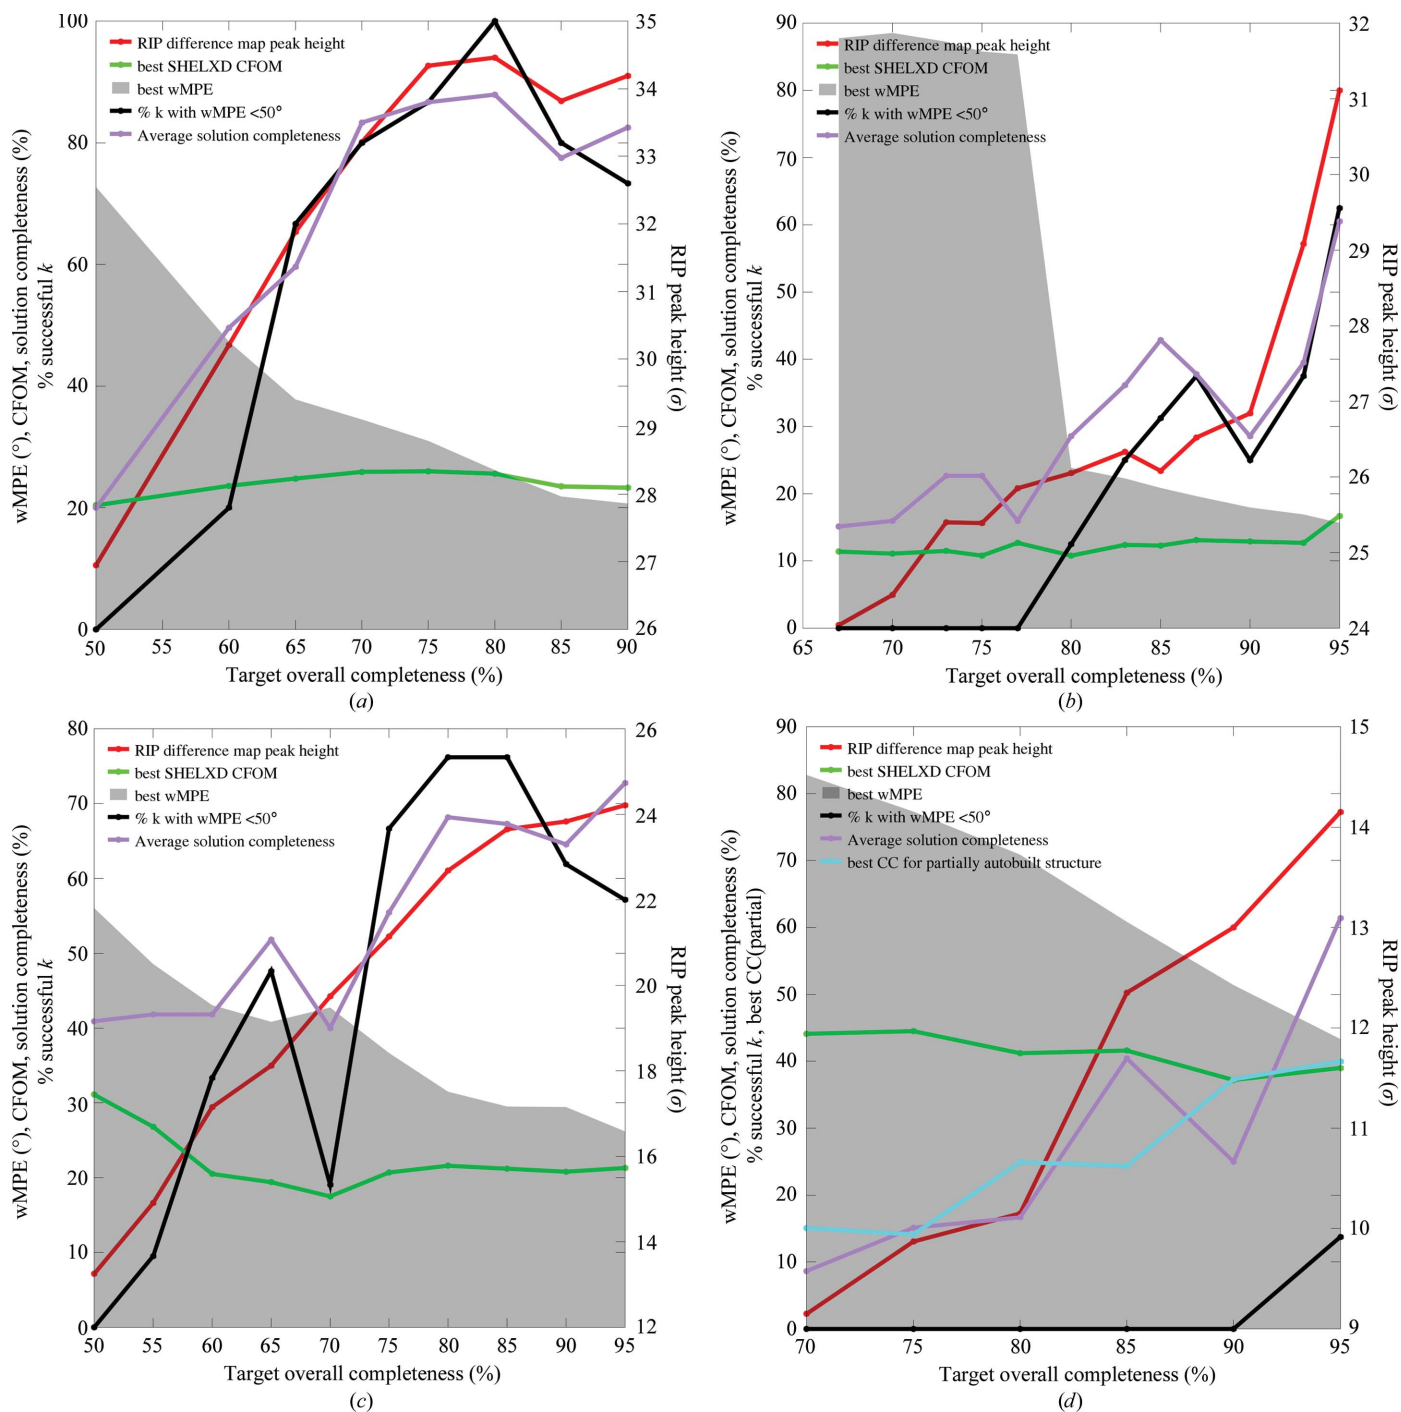 100
80
60
40
20
0
wMPE (°), CFOM, solution completeness (%)
% successful k
RIP difference map peak height
best SHELXD CFOM
best wMPE
% k with wMPE <50°
Average solution completeness
35
34
33
32
31
30
29
28
27
26
RIP peak height (σ)
50 55 60 65 70 75 80 85 90
Target overall completeness (%)
(a)
90
80
70
60
50
40
30
20
10
0
wMPE (°), CFOM, solution completeness (%)
% successful k
RIP difference map peak height
best SHELXD CFOM
best wMPE
% k with wMPE <50°
Average solution completeness
32
31
30
29
28
27
26
25
24
RIP peak height (σ)
65 70 75 80 85 90 95
Target overall completeness (%)
(b)
80
70
60
50
40
30
20
10
0
wMPE (°), CFOM, solution completeness (%)
% successful k
RIP difference map peak height
best SHELXD CFOM
best wMPE
% k with wMPE <50°
Average solution completeness
26
24
22
20
18
16
14
12
RIP peak height (σ)
50 55 60 65 70 75 80 85 90 95
Target overall completeness (%)
(c)
90
80
70
60
50
40
30
20
10
0
wMPE (°), CFOM, solution completeness (%)
% successful k , best CC(partial)
RIP difference map peak height
best SHELXD CFOM
best wMPE
% k with wMPE <50°
Average solution completeness
best CC for partially autobuilt structure
15
14
13
12
11
10
9
RIP peak height (σ)
70 75 80 85 90 95
Target overall completeness (%)
(d)